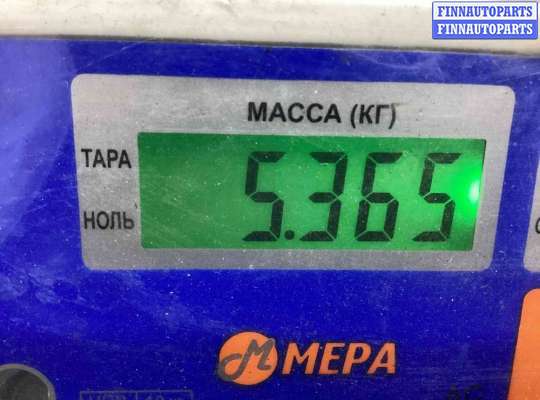 FINNAUTOPARTS
FINNAUTOPARTS
МАССА (КГ)
ТАРА
5.365
НОЛЬ
М МЕРА